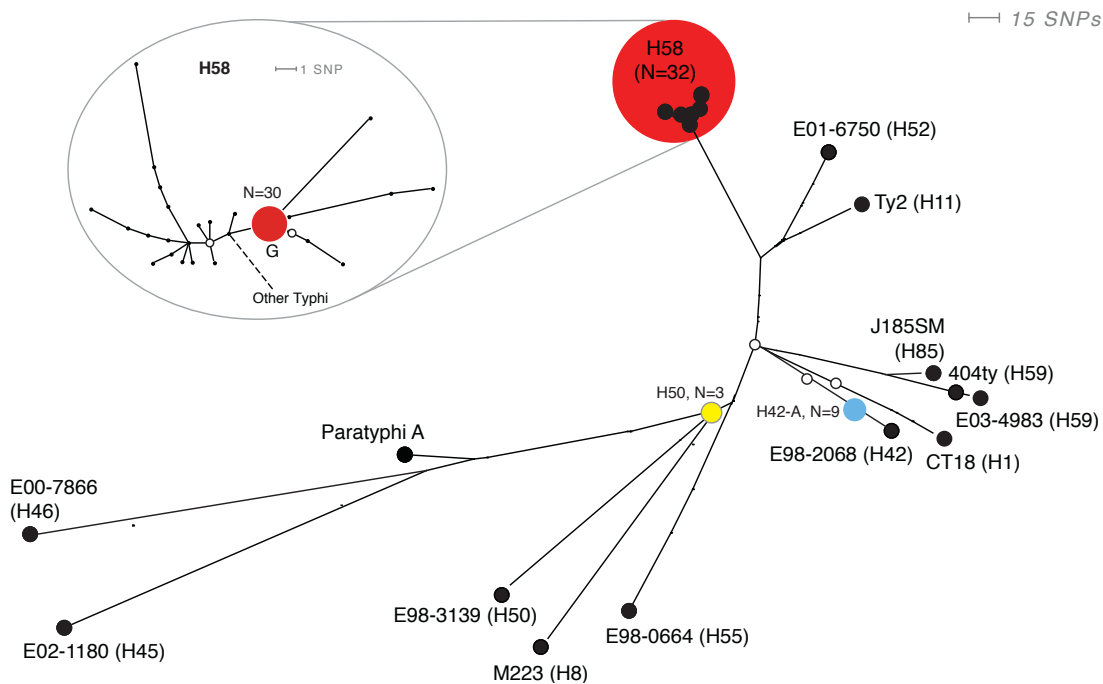 15 SNPs
H58
(N=32)
H58
1 SNP
E01-6750 (H52)
N=30
Ty2 (H11)
G
Other Typhi
J185SM
(H85)
404ty (H59)
H50, N=3
H42-A, N=9
E03-4983 (H59)
Paratyphi A
E98-2068 (H42)
CT18 (H1)
E00-7866
(H46)
E98-3139 (H50)
E98-0664 (H55)
E02-1180 (H45)
M223 (H8)